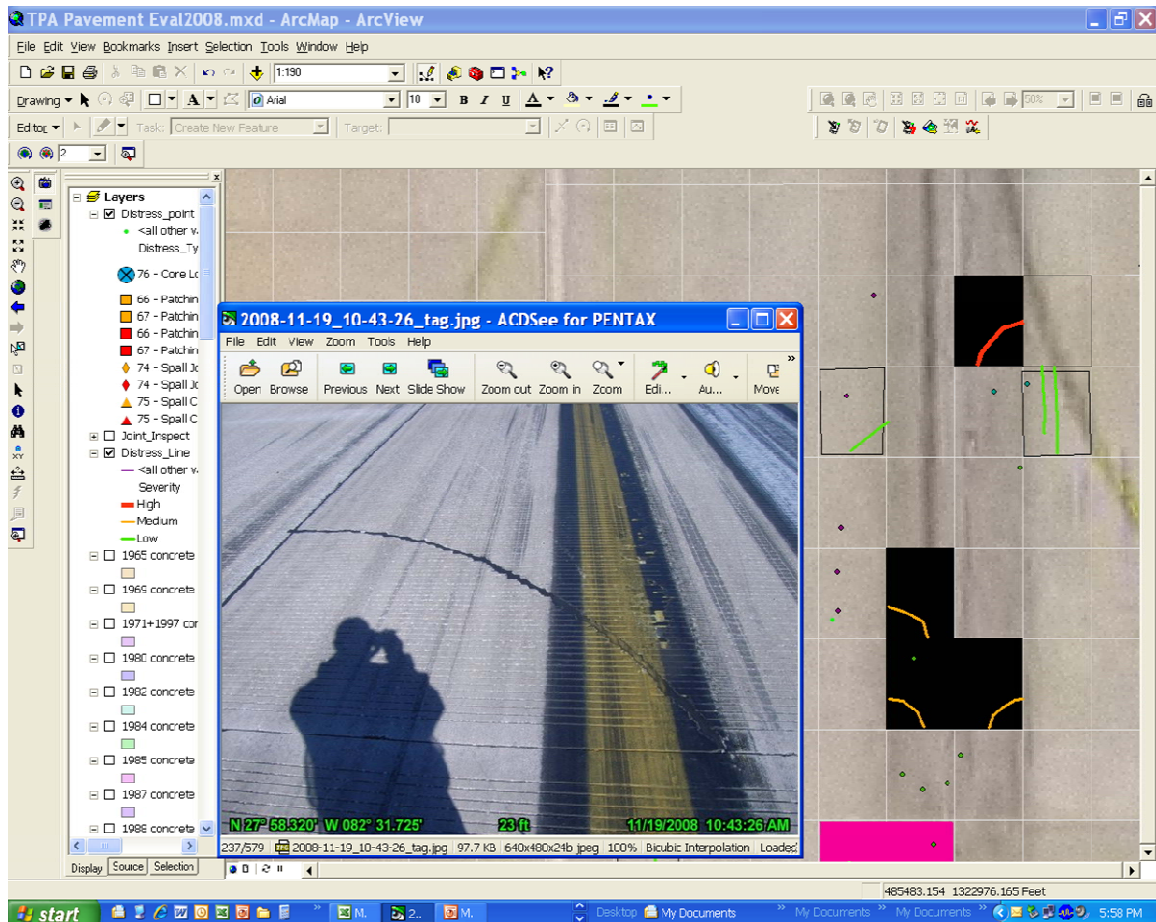 TPA Pavement Eval2008.mxd - ArcMap - ArcView
File Edit View Bookmarks Insert Selection Tools Window Help
1:190
Drawing A Arial 10 B I U A 50%
Editor Task: Create New Feature Target:
2
Layers
Distress_point
<all other v
Distress_Ty
76 - Core Lo
66 - Patchin
67 - Patchin
66 - Patchin
67 - Patchin
74 - Spall Jo
74 - Spall Jo
75 - Spall C
75 - Spall C
Joint_Inspect
Distress_Line
<all other v
Severity
High
Medium
Low
1965 concrete
1969 concrete
1971+1997 cor
1980 concrete
1982 concrete
1984 concrete
1985 concrete
1987 concrete
1988 concrete
Display Source Selection
2008-11-19_10-43-26_tag.jpg - ACDSee for PENTAX
File Edit View Zoom Tools Help
Open Browse Previous Next Slide Show Zoom out Zoom in Zoom Edi... Au... Move
N 27° 58.320' W 082° 31.725' 23 ft 11/19/2008 10:43:26 AM
237/579 2008-11-19_10-43-26_tag.jpg 97.7 KB 640x480x24b jpeg 100% Bicubic Interpolation Loaded
485483.154 1322976.165 Feet
start M. 2.. M. Desktop My Documents My Documents My Documents 5:58 PM